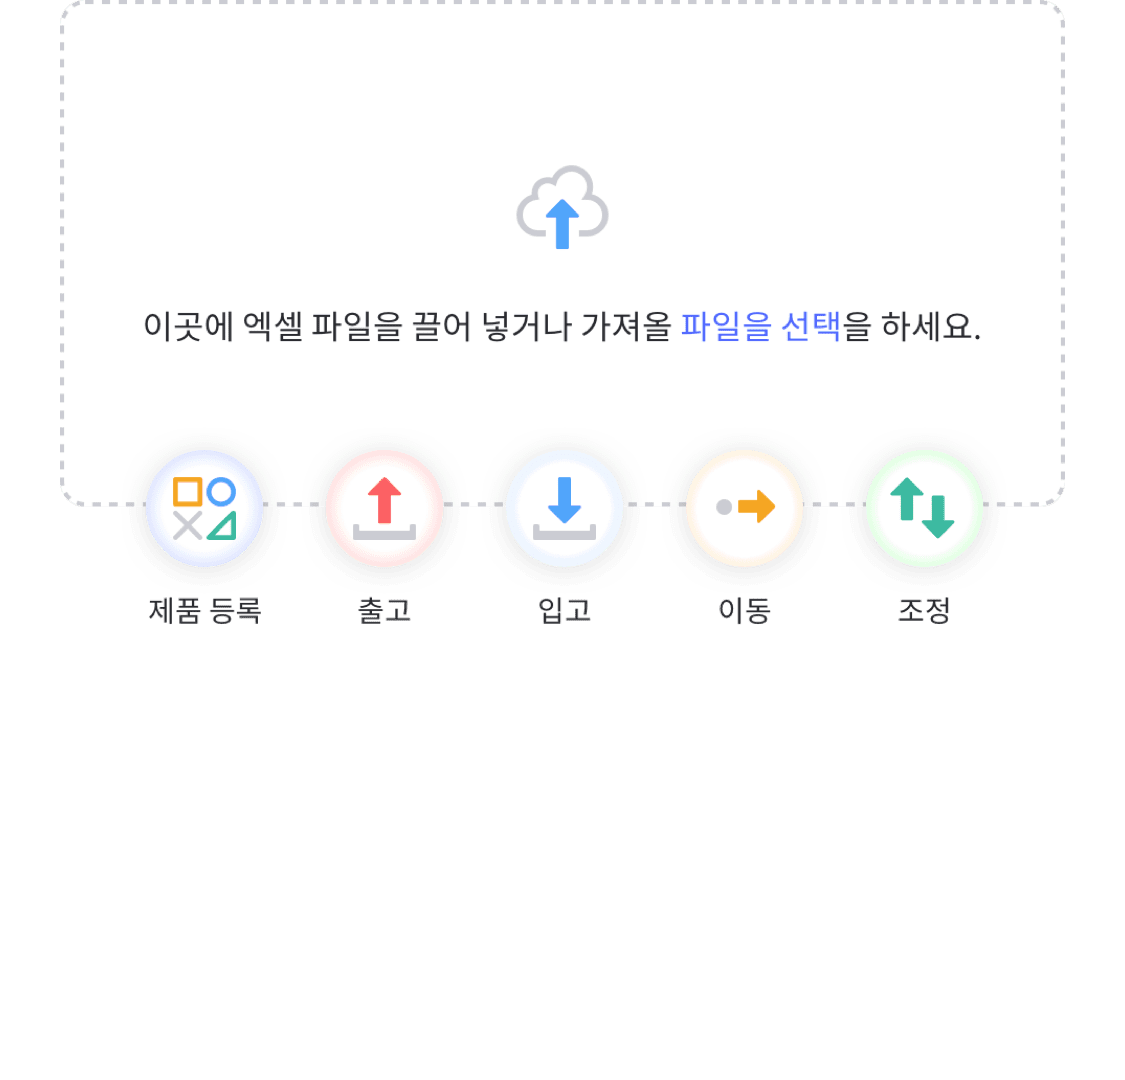 이곳에 엑셀 파일을 끌어 넣거나 가져올 파일을 선택을 하세요.
제품 등록
출고
입고
이동
조정